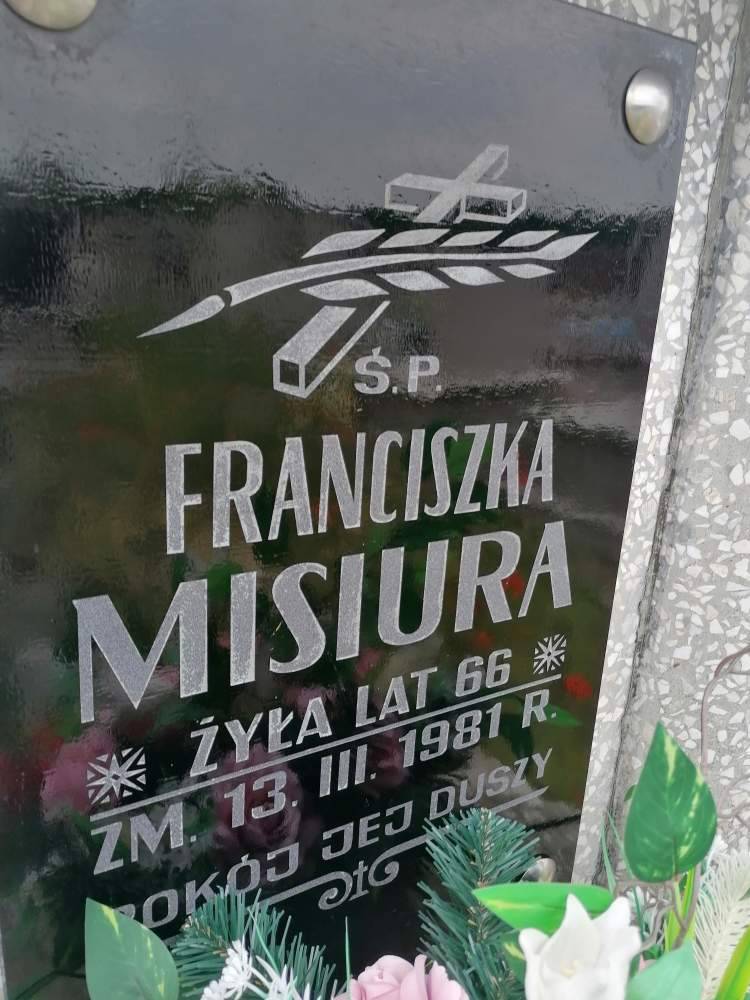 Ś.P.
FRANCISZKA
MISIURA
ŻYŁA LAT 66
ZM. 13. III. 1981 R.
POKÓJ JEJ DUSZY